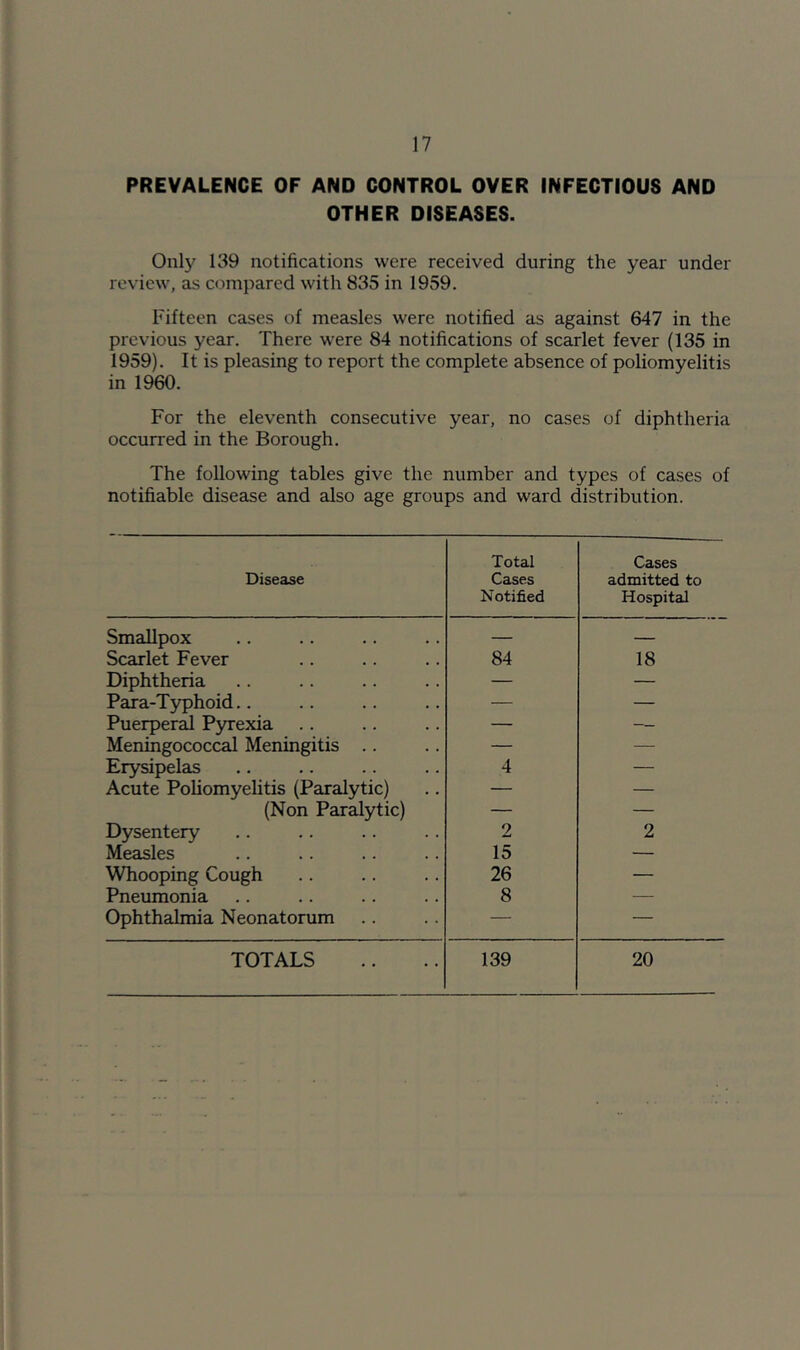 17
PREVALENCE OF AND CONTROL OVER INFECTIOUS AND
OTHER DISEASES.
Only 139 notifications were received during the year under
review, as compared with 835 in 1959.
Fifteen cases of measles were notified as against 647 in the
previous year. There were 84 notifications of scarlet fever (135 in
1959). It is pleasing to report the complete absence of poliomyelitis
in 1960.
For the eleventh consecutive year, no cases of diphtheria
occurred in the Borough.
The following tables give the number and types of cases of
notifiable disease and also age groups and ward distribution.
Disease | Total Cases Notified | Cases admitted to Hospital
Smallpox .. .. .. .. — —
Scarlet Fever .. .. .. 84 18
Diphtheria .. .. .. .. — —
Para-Typhoid.. .. .. .. — —
Puerperal Pyrexia .. .. .. — —
Meningococcal Meningitis .. .. — —
Erysipelas .. .. .. .. 4 —
Acute Poliomyelitis (Paralytic) .. — —
(Non Paralytic) — —
Dysentery .. .. .. .. 2 2
Measles .. .. .. .. 15 —
Whooping Cough .. .. .. 26 —
Pneumonia .. .. .. .. 8 —
Ophthalmia Neonatorum .. .. — —
TOTALS .. .. 139 20